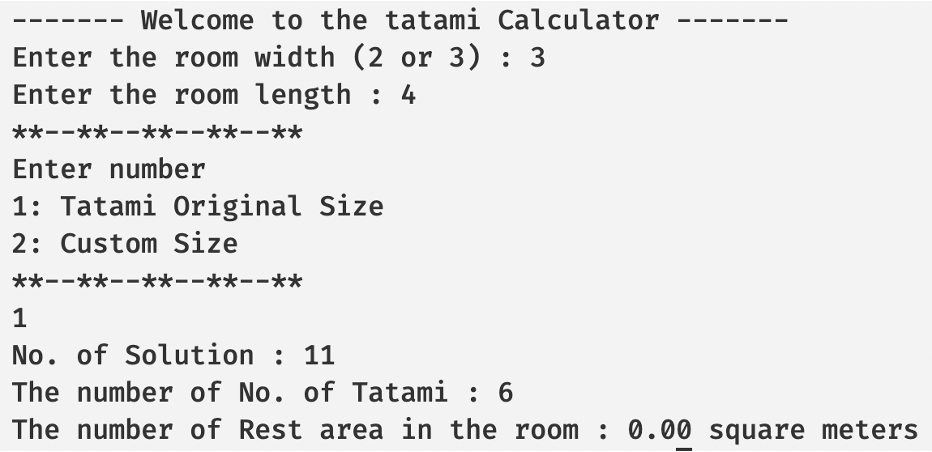 ------- Welcome to the tatami Calculator -------
Enter the room width (2 or 3) : 3
Enter the room length : 4
**--**--**--**--**
Enter number
1: Tatami Original Size
2: Custom Size
**--**--**--**--**
1
No. of Solution : 11
The number of No. of Tatami : 6
The number of Rest area in the room : 0.00 square meters